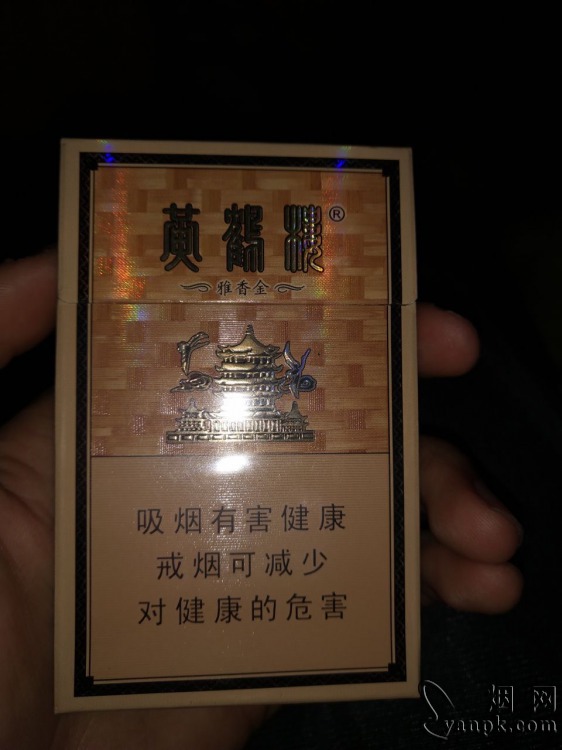 黄鹤楼®
雅香金
吸烟有害健康
戒烟可减少
对健康的危害
烟网
yanpk.com